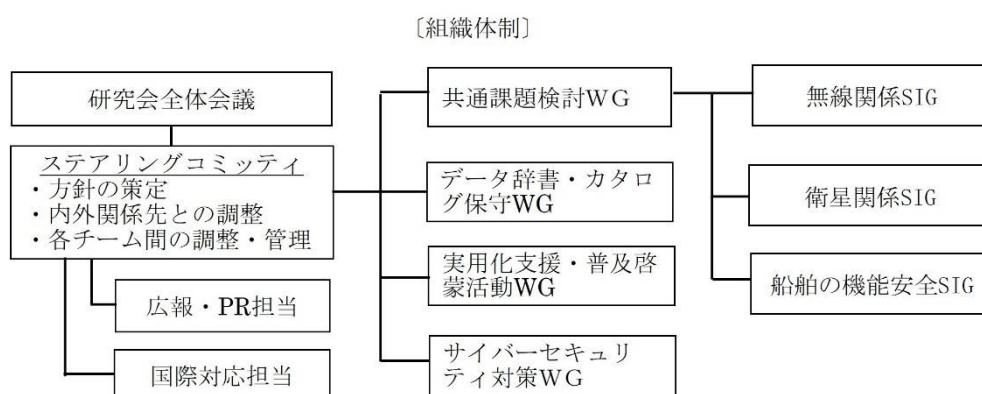 〔組織体制〕
研究会全体会議
ステアリングコミッティ
・方針の策定
・内外関係先との調整
・各チーム間の調整・管理
広報・PR担当
国際対応担当
共通課題検討WG
データ辞書・カタロ
グ保守WG
実用化支援・普及啓
蒙活動WG
サイバーセキュリ
ティ対策WG
無線関係SIG
衛星関係SIG
船舶の機能安全SIG